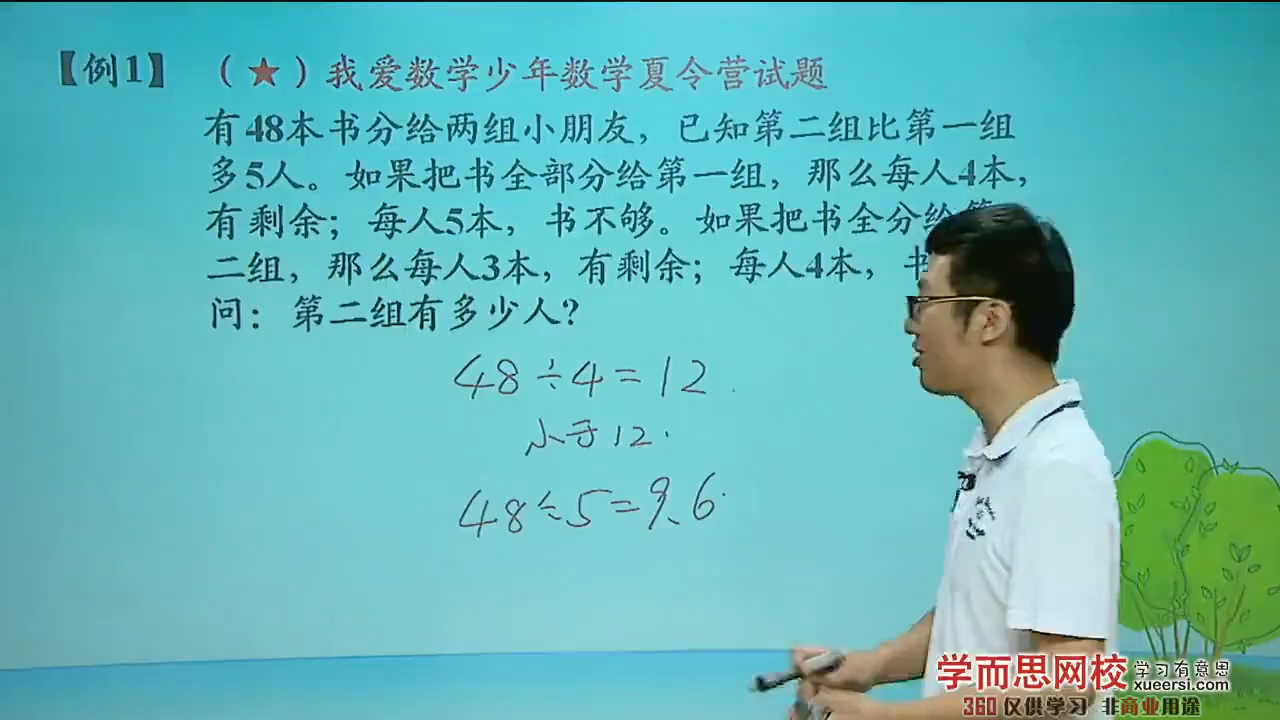 【例1】 （★）我爱数学少年数学夏令营试题
有48本书分给两组小朋友，已知第二组比第一组
多5人。如果把书全部分给第一组，那么每人4本，
有剩余；每人5本，书不够。如果把书全分给第
二组，那么每人3本，有剩余；每人4本，书
问：第二组有多少人？
48÷4=12
小于12.
48÷5=9.6
学而思网校 学习有意思
xueersi.com
360 仅供学习 非商业用途